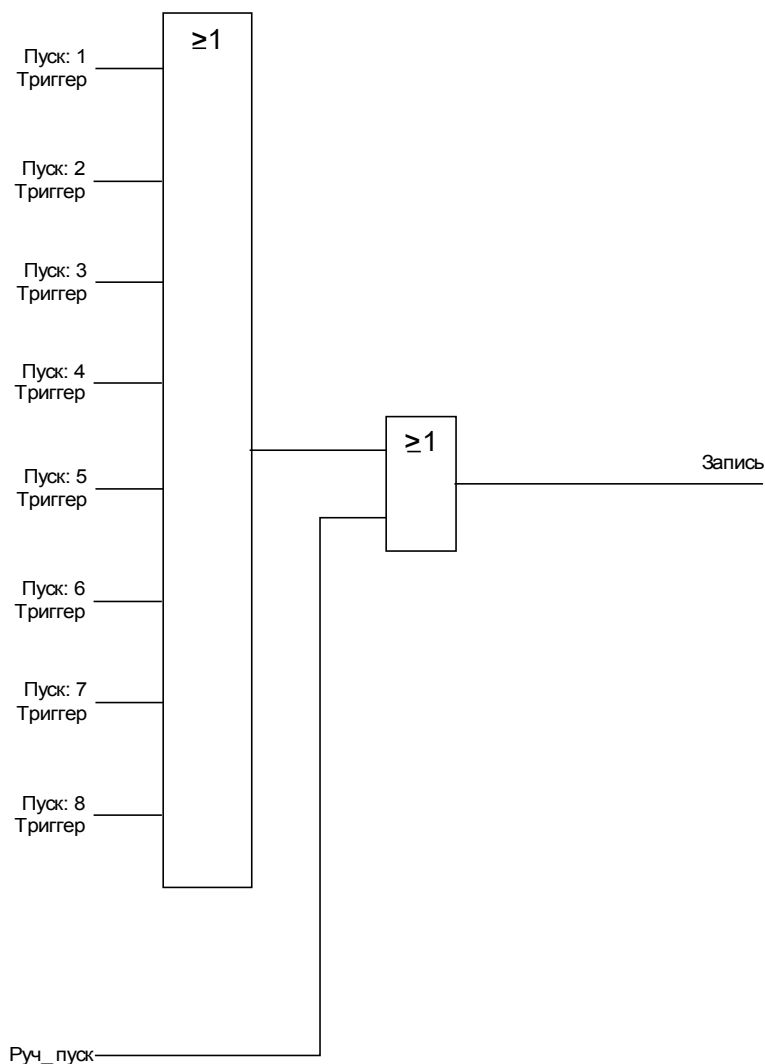 ≥1
Пуск: 1
Триггер
Пуск: 2
Триггер
Пуск: 3
Триггер
Пуск: 4
Триггер
≥1
Запись
Пуск: 5
Триггер
Пуск: 6
Триггер
Пуск: 7
Триггер
Пуск: 8
Триггер
Руч_пуск